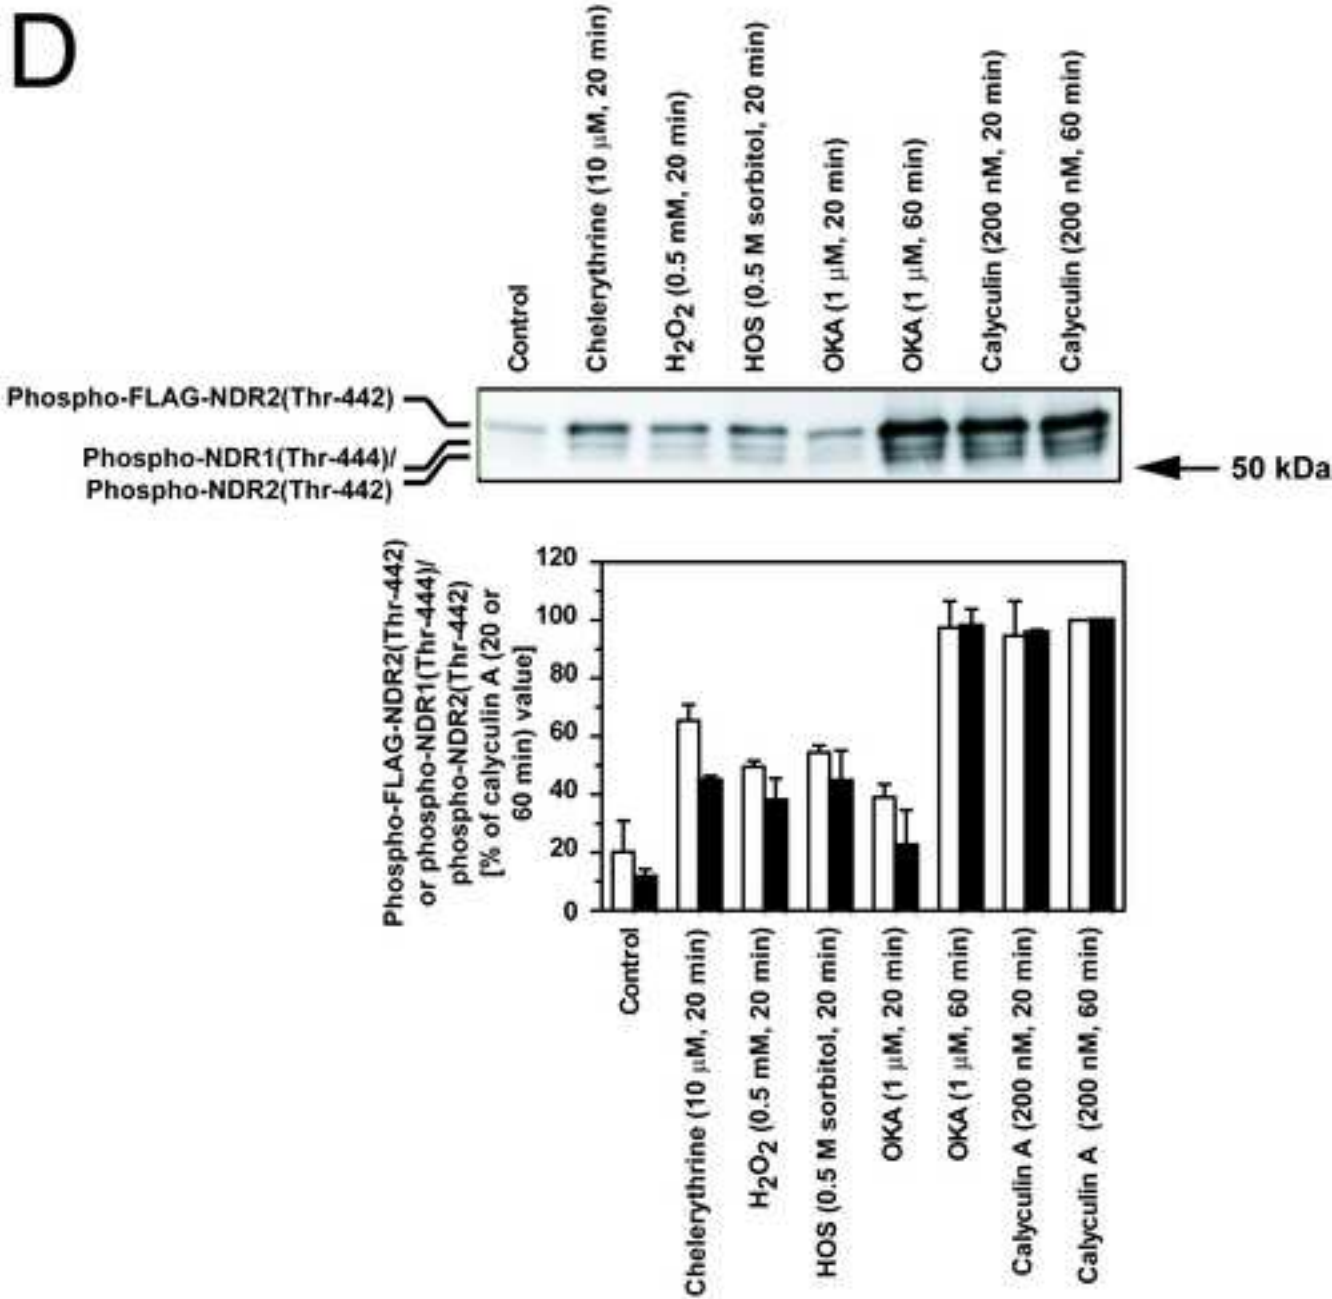 D
Control
Chelerythrine (10 µM, 20 min)
H2O2 (0.5 mM, 20 min)
HOS (0.5 M sorbitol, 20 min)
OKA (1 µM, 20 min)
OKA (1 µM, 60 min)
Calyculin (200 nM, 20 min)
Calyculin (200 nM, 60 min)
Phospho-FLAG-NDR2(Thr-442)
Phospho-NDR1(Thr-444)/
Phospho-NDR2(Thr-442)
50 kDa
Phospho-FLAG-NDR2(Thr-442)
or phospho-NDR1(Thr-444)/
phospho-NDR2(Thr-442)
[% of calyculin A (20 or
60 min) value]
120
100
80
60
40
20
0
Control
Chelerythrine (10 µM, 20 min)
H2O2 (0.5 mM, 20 min)
HOS (0.5 M sorbitol, 20 min)
OKA (1 µM, 20 min)
OKA (1 µM, 60 min)
Calyculin A (200 nM, 20 min)
Calyculin A (200 nM, 60 min)